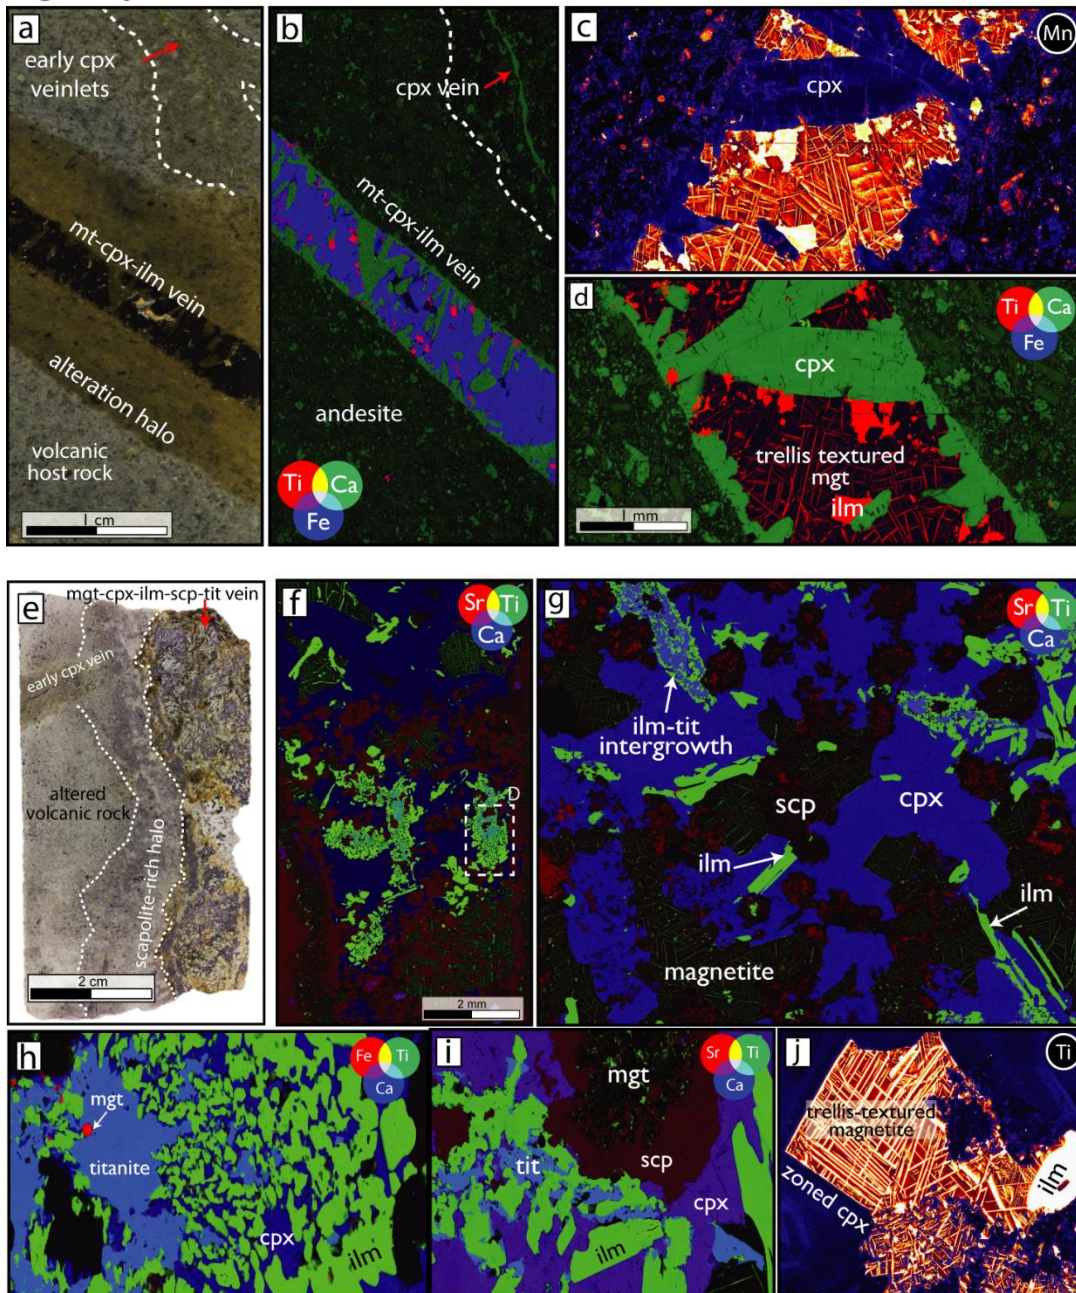 a
early cpx
veinlets
mt-cpx-ilm vein
alteration halo
volcanic
host rock
1 cm
b
cpx vein
mt-cpx-ilm vein
andesite
Ti
Ca
Fe
c
Mn
cpx
d
Ti
Ca
Fe
cpx
trellis textured
mgt
ilm
1 mm
e
mgt-cpx-ilm-scp-tit vein
early cpx vein
altered
volcanic rock
scapolite-rich halo
2 cm
f
Sr
Ti
Ca
D
2 mm
g
Sr
Ti
Ca
ilm-tit
intergrowth
scp
cpx
ilm
ilm
magnetite
h
Fe
Ti
Ca
mgt
titanite
cpx
ilm
i
Sr
Ti
Ca
mgt
tit
scp
cpx
ilm
j
Ti
trellis-textured
magnetite
ilm
zoned cpx